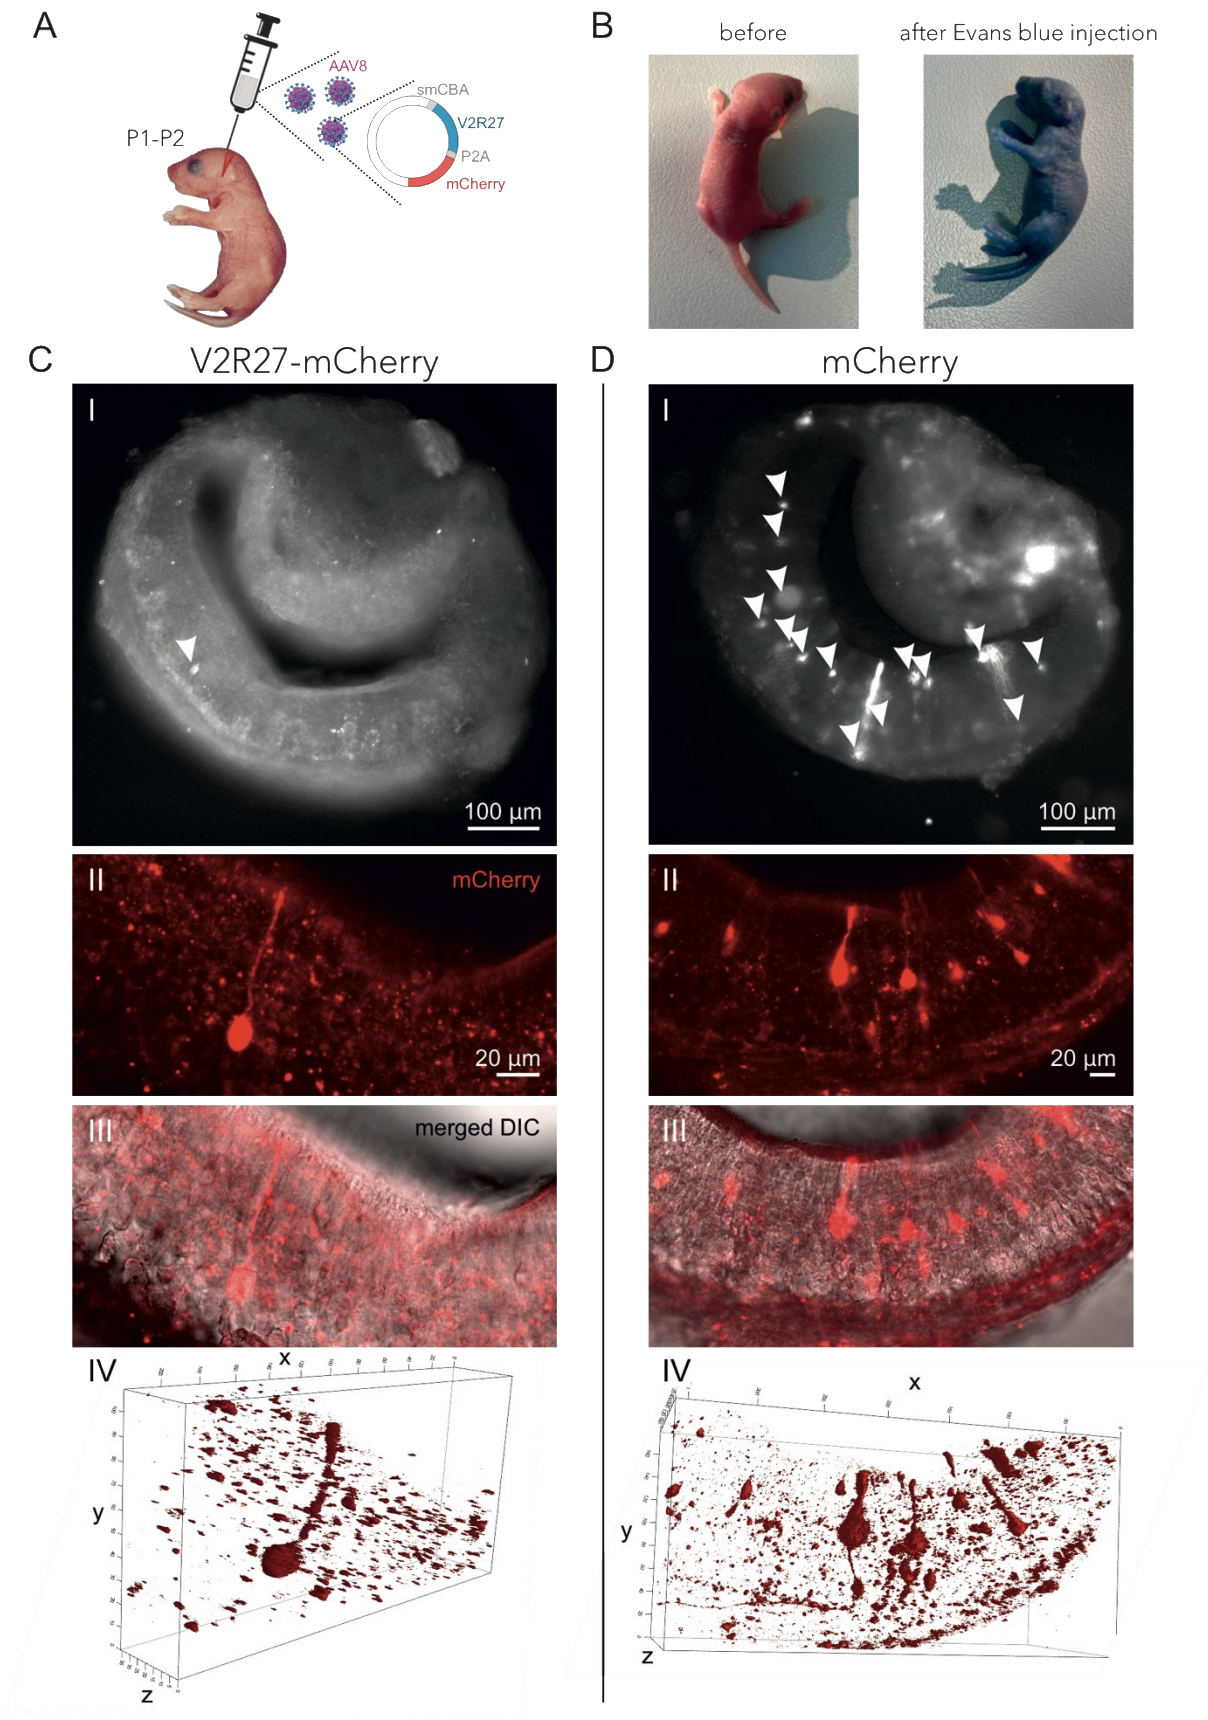 A
AAV8
smCBA
V2R27
P2A
mCherry
P1-P2
B
before
after Evans blue injection
C
V2R27-mCherry
I
100 µm
II
mCherry
20 µm
III
merged DIC
IV
x
y
z
D
mCherry
I
100 µm
II
20 µm
III
IV
x
y
z